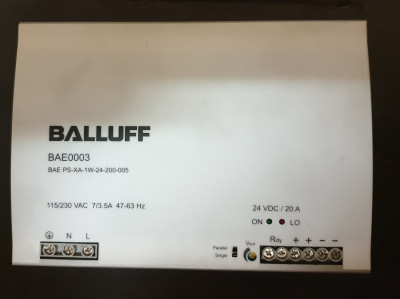 BALLUFF
BAE0003
BAE PS-XA-1W-24-200-005
115/230 VAC 7/3.5A 47-63 Hz
24 VDC / 20 A
ON LO
N L
Parallel
Single
Vout
Rdy + + − −